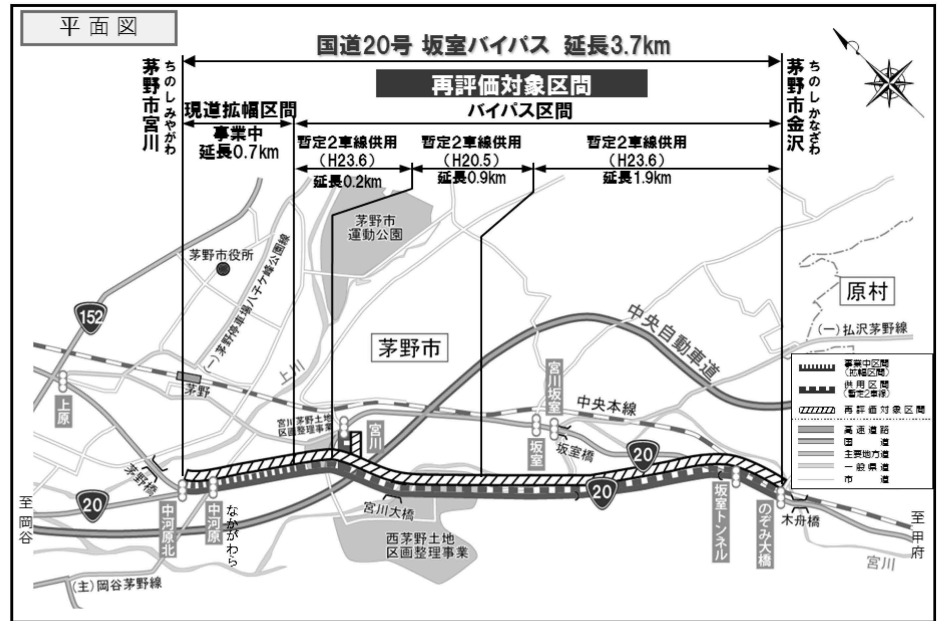 平面図
国道20号 坂室バイパス 延長3.7km
再評価対象区間
茅野市宮川
ちのしみやがわ
茅野市金沢
ちのしかなざわ
現道拡幅区間
事業中
延長0.7km
バイパス区間
暫定2車線供用
(H23.6)
延長0.2km
暫定2車線供用
(H20.5)
延長0.9km
暫定2車線供用
(H23.6)
延長1.9km
茅野市
運動公園
茅野市役所
(一)茅野停車場八子ケ峰公園線
152
上川
茅野市
中央自動車道
原村
(一)払沢茅野線
茅野
上原
宮川茅野土地
区画整理事業
宮川
宮川坂室
坂室
中央本線
坂室橋
20
茅野橋
20
至 岡谷
中河原北
中河原
なかがわら
宮川大橋
西茅野土地
区画整理事業
20
坂室トンネル
のぞみ大橋
木舟橋
至 甲府
宮川
(主)岡谷茅野線
事業中区間
(拡幅区間)
供用区間
(暫定2車線)
再評価対象区間
高速道路
国道
主要地方道
一般県道
市道